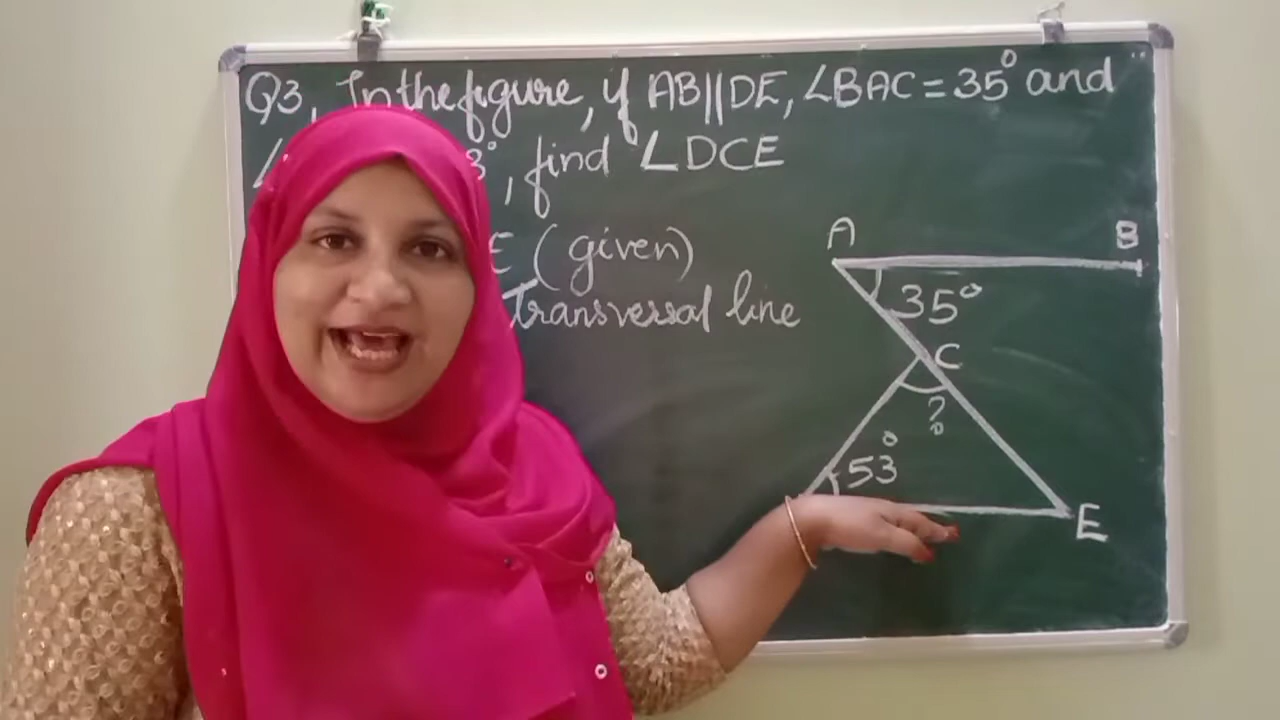 Q3, In the figure, if AB||DE, ∠BAC = 35° and
∠ 3°, find ∠DCE
E (given)
Transversal line
A
B
35°
C
?
53°
E